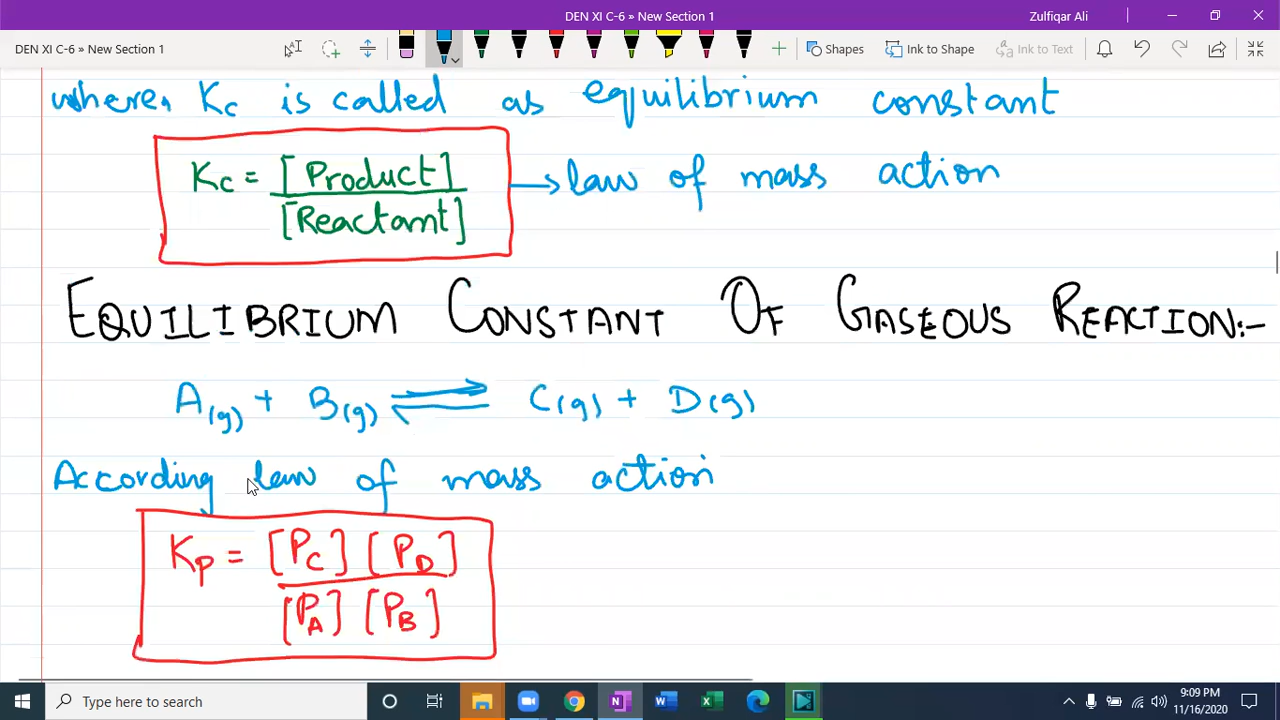 DEN XI C-6 » New Section 1
Zulfiqar Ali
DEN XI C-6 » New Section 1
Shapes
Ink to Shape
Ink to Text
where, Kc is called as equilibrium constant
Kc = [Product] / [Reactant] → law of mass action
EQUILIBRIUM CONSTANT OF GASEOUS REACTION:-
A(g) + B(g) ⇌ C(g) + D(g)
According law of mass action
Kp = [PC] [PD] / [PA] [PB]
Type here to search
9:09 PM
11/16/2020